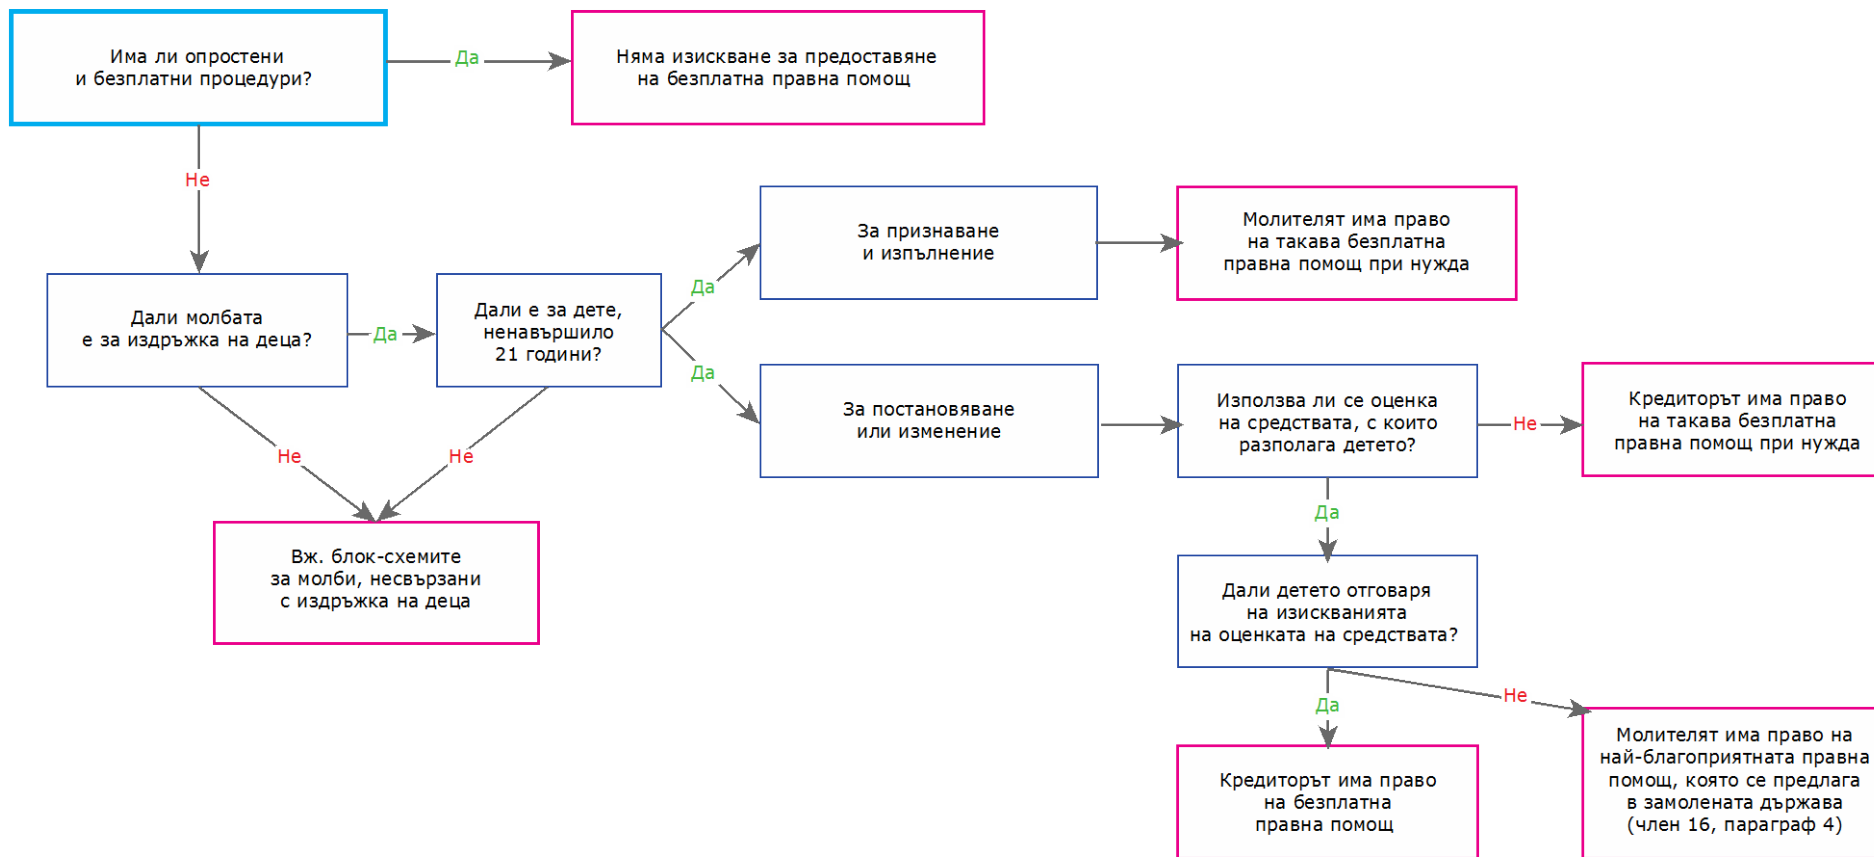 Има ли опростени
и безплатни процедури?
Да
Няма изискване за предоставяне
на безплатна правна помощ
Не
Дали молбата
е за издръжка на деца?
Да
Дали е за дете,
ненавършило
21 години?
Да
За признаване
и изпълнение
Молителят има право
на такава безплатна
правна помощ при нужда
Да
За постановяване
или изменение
Използва ли се оценка
на средствата, с които
разполага детето?
Не
Кредиторът има право
на такава безплатна
правна помощ при нужда
Не
Не
Вж. блок-схемите
за молби, несвързани
с издръжка на деца
Да
Дали детето отговаря
на изискванията
на оценката на средствата?
Да
Не
Кредиторът има право
на безплатна
правна помощ
Молителят има право на
най-благоприятната правна
помощ, която се предлага
в замолената държава
(член 16, параграф 4)